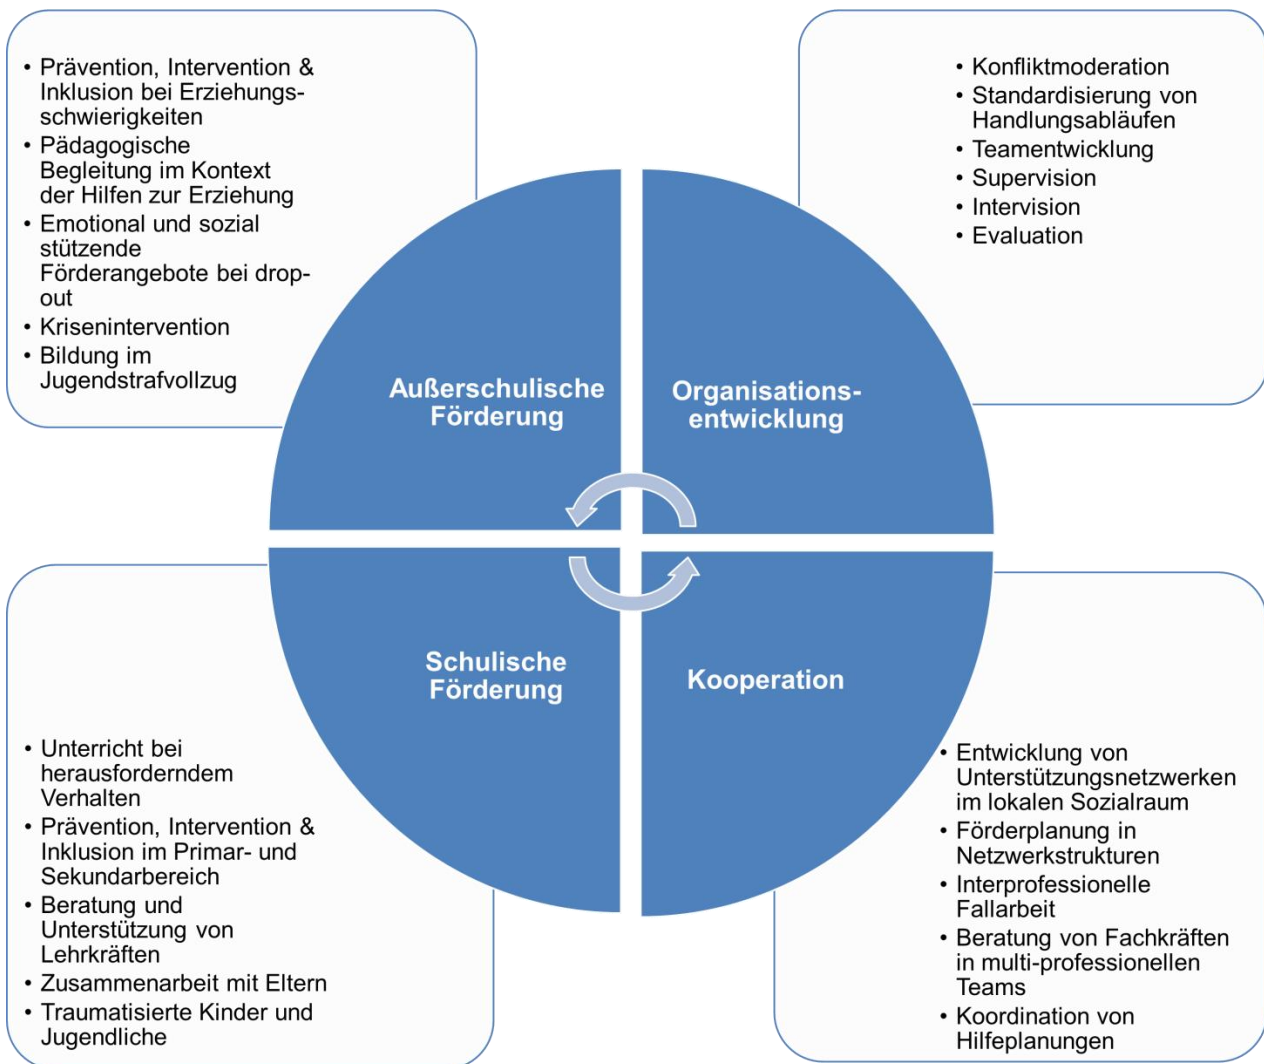 • Prävention, Intervention &
Inklusion bei Erziehungs-
schwierigkeiten
• Pädagogische
Begleitung im Kontext
der Hilfen zur Erziehung
• Emotional und sozial
stützende
Förderangebote bei drop-
out
• Krisenintervention
• Bildung im
Jugendstrafvollzug
• Konfliktmoderation
• Standardisierung von
Handlungsabläufen
• Teamentwicklung
• Supervision
• Intervision
• Evaluation
Außerschulische
Förderung
Organisations-
entwicklung
Schulische
Förderung
Kooperation
• Unterricht bei
herausforderndem
Verhalten
• Prävention, Intervention &
Inklusion im Primar- und
Sekundarbereich
• Beratung und
Unterstützung von
Lehrkräften
• Zusammenarbeit mit Eltern
• Traumatisierte Kinder und
Jugendliche
• Entwicklung von
Unterstützungsnetzwerken
im lokalen Sozialraum
• Förderplanung in
Netzwerkstrukturen
• Interprofessionelle
Fallarbeit
• Beratung von Fachkräften
in multi-professionellen
Teams
• Koordination von
Hilfeplanungen